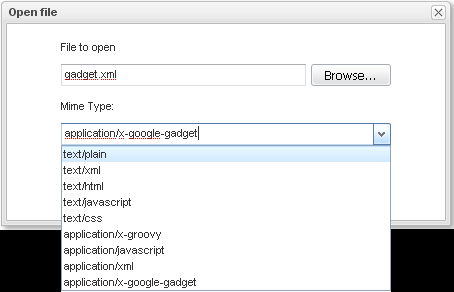 Open file
File to open
gadget.xml
Browse...
Mime Type:
application/x-google-gadget
text/plain
text/xml
text/html
text/javascript
text/css
application/x-groovy
application/javascript
application/xml
application/x-google-gadget